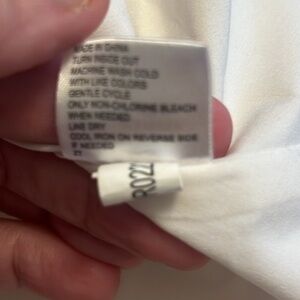 MADE IN CHINA
TURN INSIDE OUT
MACHINE WASH COLD
WITH LIKE COLORS
GENTLE CYCLE
ONLY NON-CHLORINE BLEACH
WHEN NEEDED
LINE DRY
COOL IRON ON REVERSE SIDE
IF NEEDED